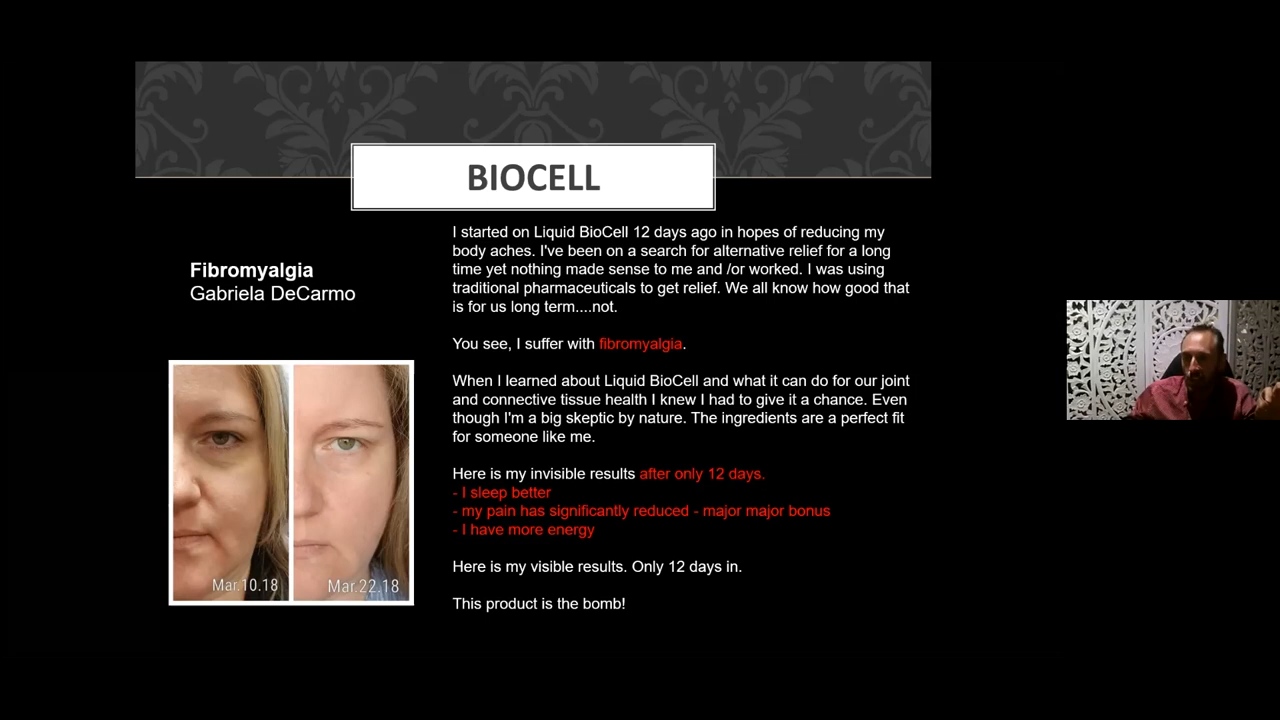 BIOCELL
Fibromyalgia
Gabriela DeCarmo
I started on Liquid BioCell 12 days ago in hopes of reducing my
body aches. I've been on a search for alternative relief for a long
time yet nothing made sense to me and /or worked. I was using
traditional pharmaceuticals to get relief. We all know how good that
is for us long term....not.
You see, I suffer with fibromyalgia.
When I learned about Liquid BioCell and what it can do for our joint
and connective tissue health I knew I had to give it a chance. Even
though I'm a big skeptic by nature. The ingredients are a perfect fit
for someone like me.
Here is my invisible results after only 12 days.
- I sleep better
- my pain has significantly reduced - major major bonus
- I have more energy
Here is my visible results. Only 12 days in.
This product is the bomb!
Mar.10.18
Mar.22.18